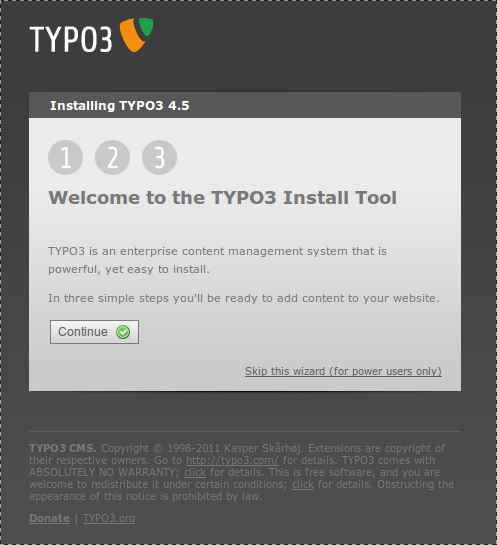 TYPO3
Installing TYPO3 4.5
1 2 3
Welcome to the TYPO3 Install Tool
TYPO3 is an enterprise content management system that is
powerful, yet easy to install.
In three simple steps you'll be ready to add content to your website.
Continue
Skip this wizard (for power users only)
TYPO3 CMS. Copyright © 1998-2011 Kasper Skårhøj. Extensions are copyright of
their respective owners. Go to http://typo3.com/ for details. TYPO3 comes with
ABSOLUTELY NO WARRANTY; click for details. This is free software, and you are
welcome to redistribute it under certain conditions; click for details. Obstructing the
appearance of this notice is prohibited by law.
Donate | TYPO3.org